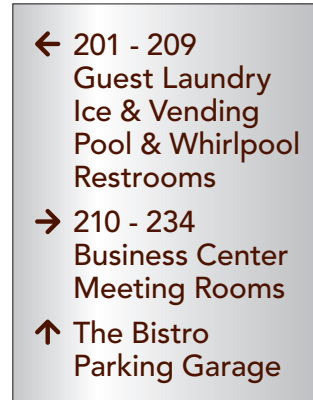 ← 201 - 209
Guest Laundry
Ice & Vending
Pool & Whirlpool
Restrooms
→ 210 - 234
Business Center
Meeting Rooms
↑ The Bistro
Parking Garage